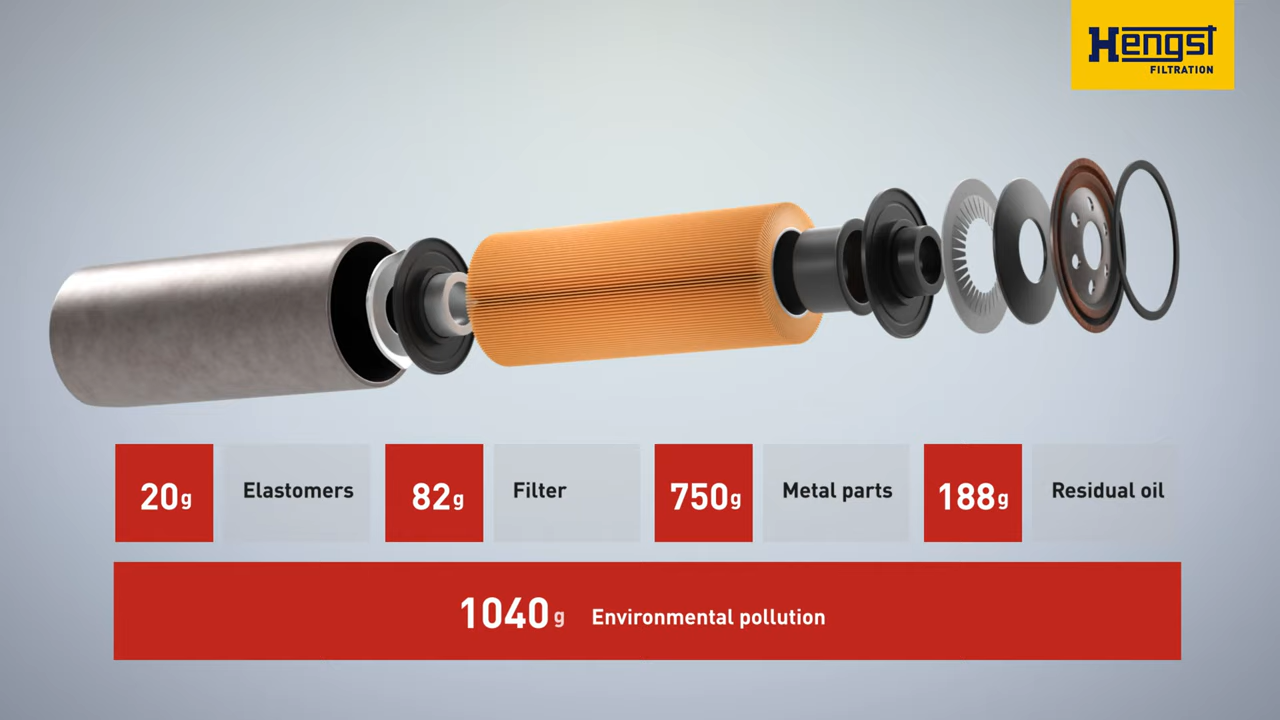 Hengst
FILTRATION
20g Elastomers
82g Filter
750g Metal parts
188g Residual oil
1040g Environmental pollution